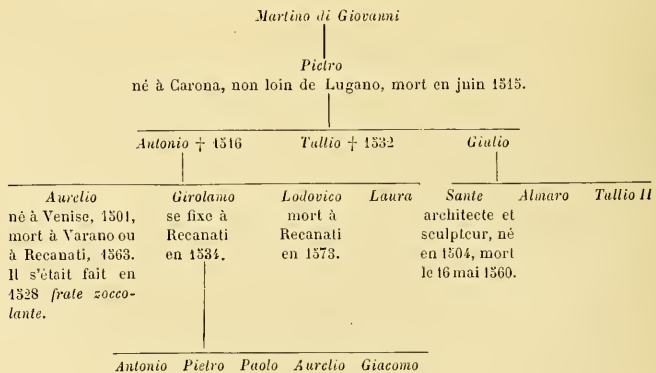 Martino di Giovanni
Pietro
né à Carona, non loin de Lugano, mort en juin 1515.
Antonio † 1516 Tullio † 1532 Giulio
Aurelio
né à Venise, 1501,
mort à Varano ou
à Recanati, 1563.
Il s'était fait en
1528 frate zocco-
lante.
Girolamo
se fixe à
Recanati
en 1534.
Lodovico
mort à
Recanati
en 1573.
Laura
Sante
architecte et
sculpteur, né
en 1504, mort
le 16 mai 1560.
Almaro
Tullio II
Antonio Pietro Paolo Aurelio Giacomo